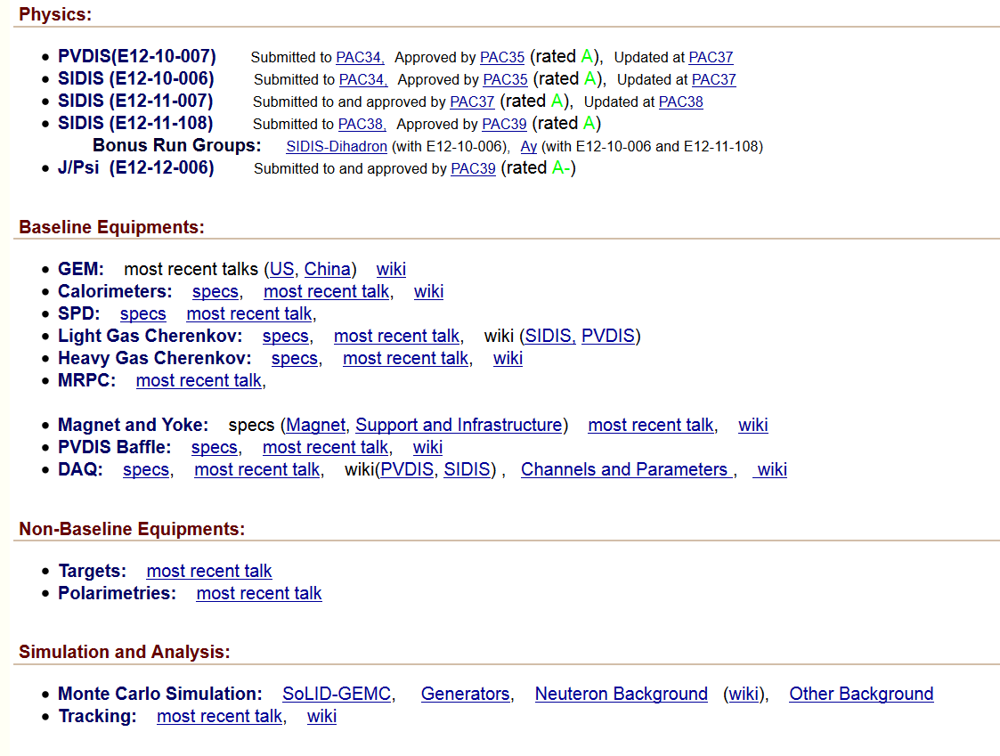 Physics:
PVDIS(E12-10-007) Submitted to PAC34, Approved by PAC35 (rated A), Updated at PAC37
SIDIS (E12-10-006) Submitted to PAC34, Approved by PAC35 (rated A), Updated at PAC37
SIDIS (E12-11-007) Submitted to and approved by PAC37 (rated A), Updated at PAC38
SIDIS (E12-11-108) Submitted to PAC38, Approved by PAC39 (rated A)
Bonus Run Groups: SIDIS-Dihadron (with E12-10-006), Ay (with E12-10-006 and E12-11-108)
J/Psi (E12-12-006) Submitted to and approved by PAC39 (rated A-)
Baseline Equipments:
GEM: most recent talks (US, China) wiki
Calorimeters: specs, most recent talk, wiki
SPD: specs most recent talk,
Light Gas Cherenkov: specs, most recent talk, wiki (SIDIS, PVDIS)
Heavy Gas Cherenkov: specs, most recent talk, wiki
MRPC: most recent talk,
Magnet and Yoke: specs (Magnet, Support and Infrastructure) most recent talk, wiki
PVDIS Baffle: specs, most recent talk, wiki
DAQ: specs, most recent talk, wiki(PVDIS, SIDIS) , Channels and Parameters , wiki
Non-Baseline Equipments:
Targets: most recent talk
Polarimetries: most recent talk
Simulation and Analysis:
Monte Carlo Simulation: SoLID-GEMC, Generators, Neuteron Background (wiki), Other Background
Tracking: most recent talk, wiki